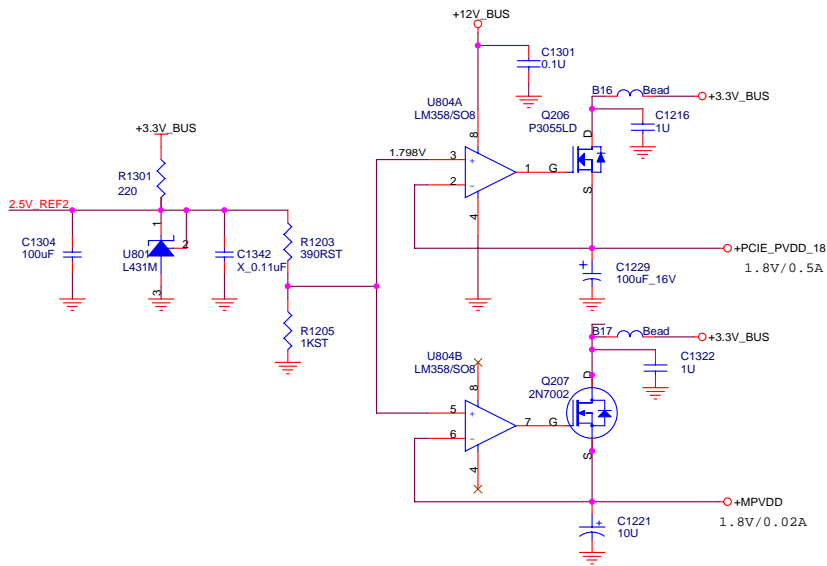 +12V_BUS
C1301
0.1U
U804A
LM358/SO8
8
3
+
1.798V
2
-
1
4
G
Q206
P3055LD
D
S
B16
Bead
+3.3V_BUS
C1216
1U
+3.3V_BUS
R1301
220
2.5V_REF2
C1304
100uF
U801
L431M
1
2
3
C1342
X_0.11uF
R1203
390RST
R1205
1KST
+PCIE_PVDD_18
1.8V/0.5A
+
C1229
100uF_16V
B17
Bead
+3.3V_BUS
C1322
1U
U804B
LM358/SO8
8
5
+
6
-
7
4
G
Q207
2N7002
D
S
+MPVDD
1.8V/0.02A
+
C1221
10U